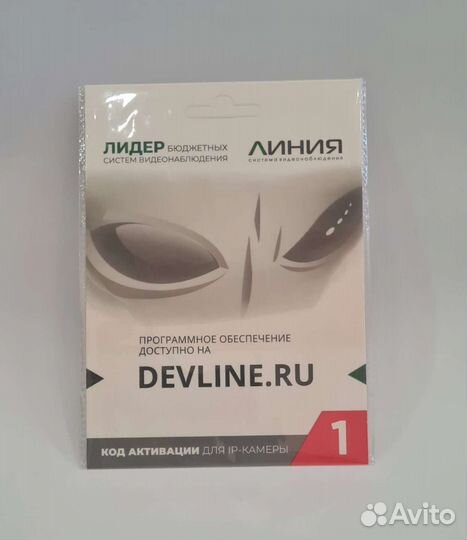 ЛИДЕР БЮДЖЕТНЫХ
СИСТЕМ ВИДЕОНАБЛЮДЕНИЯ
ЛИНИЯ
система видеонаблюдения
ПРОГРАММНОЕ ОБЕСПЕЧЕНИЕ
ДОСТУПНО НА
DEVLINE.RU
КОД АКТИВАЦИИ ДЛЯ IP-КАМЕРЫ
1
Avito